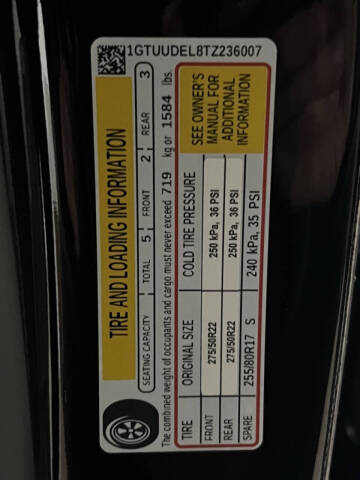 1GTUUDEL8TZ236007
TIRE AND LOADING INFORMATION
SEATING CAPACITY TOTAL 5 FRONT 2 REAR 3
The combined weight of occupants and cargo must never exceed 719 kg or 1584 lbs
TIRE ORIGINAL SIZE COLD TIRE PRESSURE
FRONT 275/50R22 250 kPa, 36 PSI
REAR 275/50R22 250 kPa, 36 PSI
SPARE 255/80R17 S 240 kPa, 35 PSI
SEE OWNER'S
MANUAL FOR
ADDITIONAL
INFORMATION